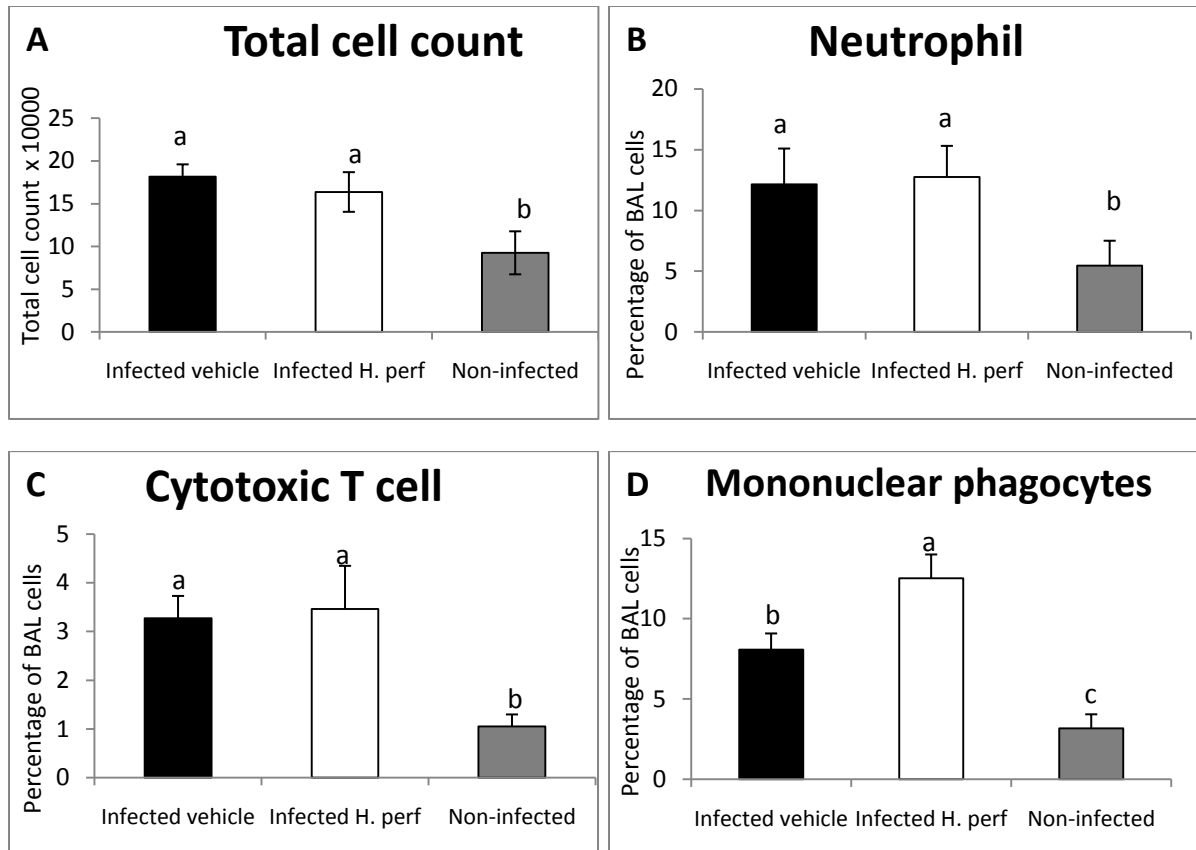 A Total cell count
Total cell count x 10000
25
20
15
10
5
0
a
a
b
Infected vehicle Infected H. perf Non-infected
B Neutrophil
Percentage of BAL cells
20
15
10
5
0
a
a
b
Infected vehicle Infected H. perf Non-infected
C Cytotoxic T cell
Percentage of BAL cells
5
4
3
2
1
0
a
a
b
Infected vehicle Infected H. perf Non-infected
D Mononuclear phagocytes
Percentage of BAL cells
15
10
5
0
b
a
c
Infected vehicle Infected H. perf Non-infected